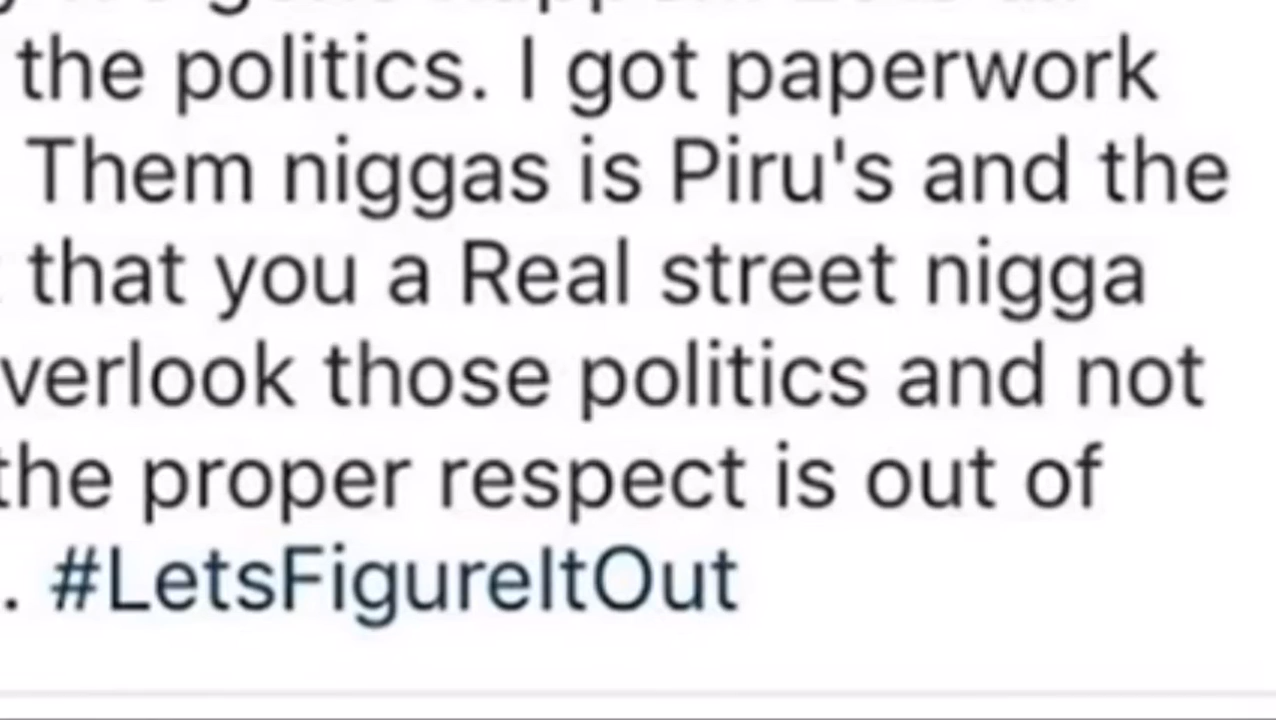 the politics. I got paperwork
Them niggas is Piru's and the
that you a Real street nigga
verlook those politics and not
the proper respect is out of
. #LetsFigureItOut